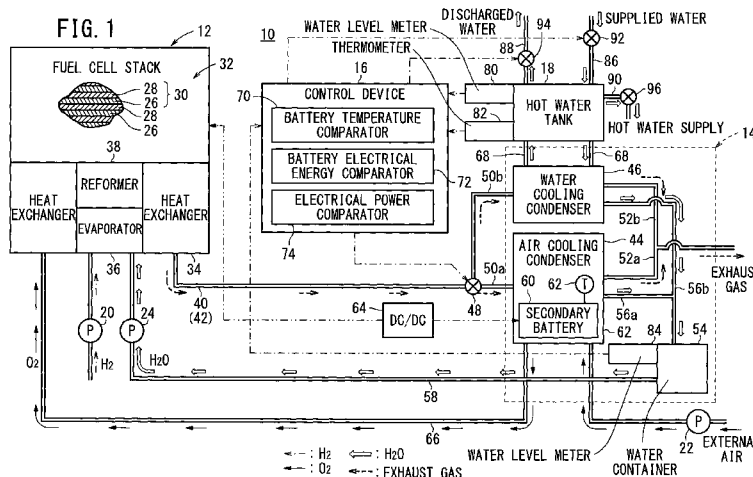 FIG. 1
12
10
WATER LEVEL METER
THERMOMETER
DISCHARGED
WATER
88
94
SUPPLIED WATER
92
86
FUEL CELL STACK
32
28
26
28
26
30
16
CONTROL DEVICE
70
BATTERY TEMPERATURE
COMPARATOR
BATTERY ELECTRICAL
ENERGY COMPARATOR
72
ELECTRICAL POWER
COMPARATOR
74
80
82
18
HOT WATER
TANK
90
96
HOT WATER SUPPLY
14
68
68
38
HEAT
EXCHANGER
REFORMER
EVAPORATOR
HEAT
EXCHANGER
36
34
50b
WATER
COOLING
CONDENSER
46
52b
52a
EXHAUST
GAS
AIR COOLING
CONDENSER
44
50a
40
(42)
48
60
62
T
SECONDARY
BATTERY
62
56a
56b
64
DC/DC
20
P
24
P
O2
H2
H2O
84
54
58
66
P
22
EXTERNAL
AIR
WATER LEVEL METER
WATER
CONTAINER
:H2
:H2O
:O2
:EXHAUST GAS